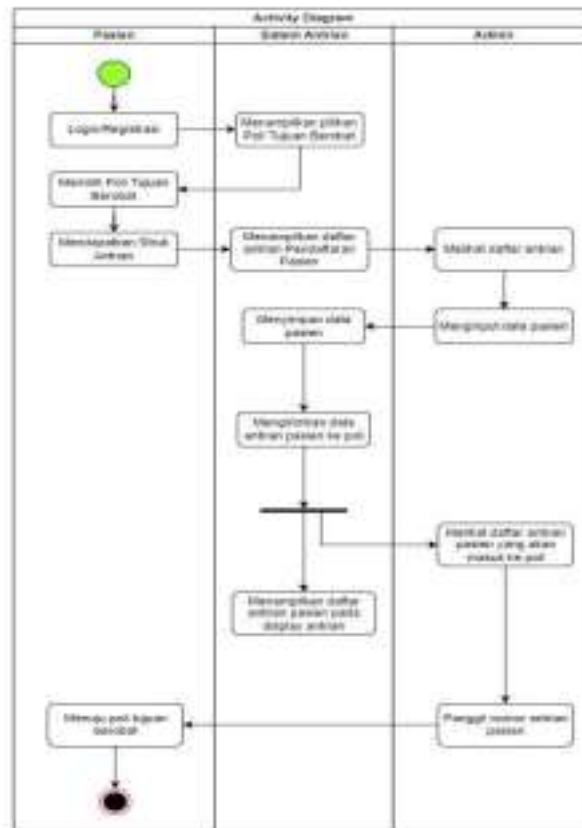 Activity Diagram
Pasien
Sistem Antrian
Admin
Login/Registrasi
Menampilkan pilihan
Poli Tujuan Berobat
Memilih Poli Tujuan
Berobat
Mendapatkan Struk
Antrian
Menampilkan daftar
antrian Pendaftaran
Pasien
Melihat daftar antrian
Menyimpan data
pasien
Menginput data pasien
Mengirimkan data
antrian pasien ke poli
Melihat daftar antrian
pasien yang akan
masuk ke poli
Menampilkan daftar
antrian pasien pada
display antrian
Menuju poli tujuan
berobat
Panggil nomor antrian
pasien